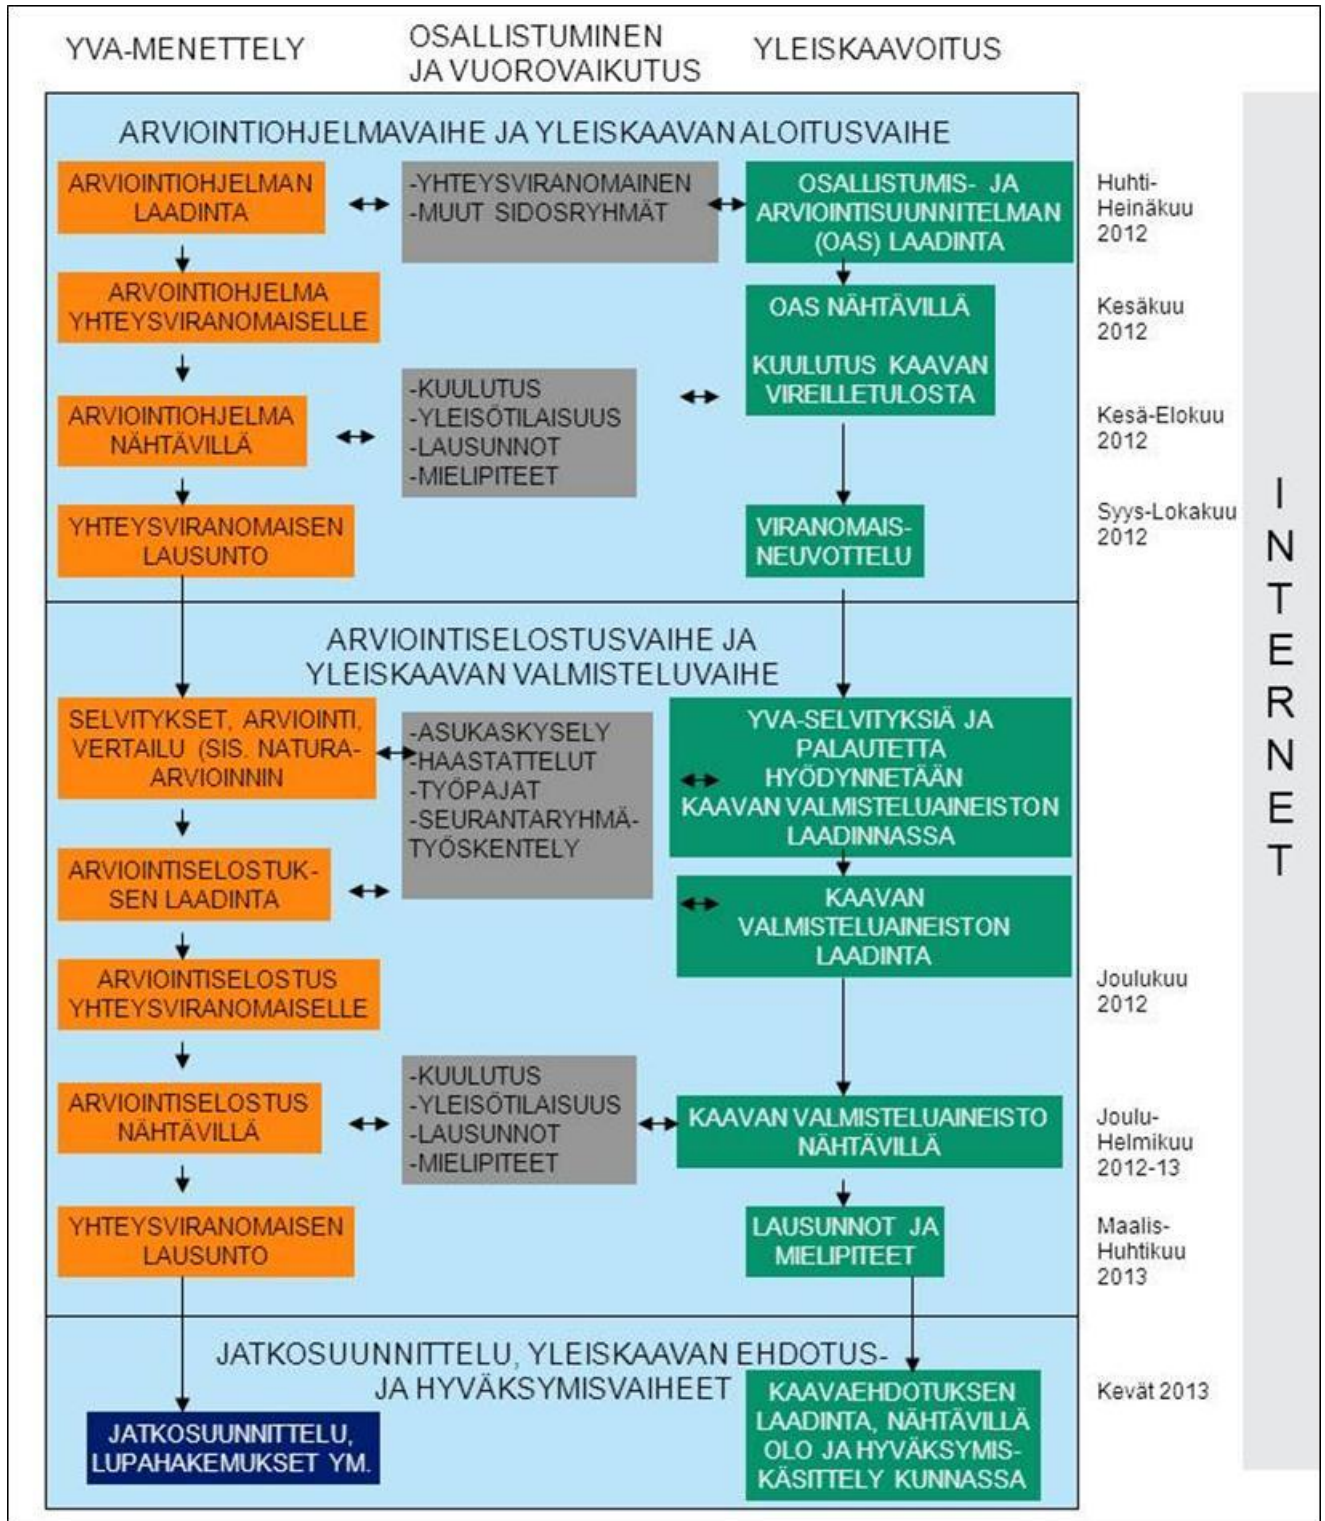 YVA-MENETTELY
OSALLISTUMINEN
JA VUOROVAIKUTUS
YLEISKAAVOITUS
ARVIOINTIOHJELMAVAIHE JA YLEISKAAVAN ALOITUSVAIHE
ARVIOINTIOHJELMAN
LAADINTA
-YHTEYSVIRANOMAINEN
-MUUT SIDOSRYHMÄT
OSALLISTUMIS- JA
ARVIOINTISUUNNITELMAN
(OAS) LAADINTA
Huhti-
Heinäkuu
2012
ARVOINTIOHJELMA
YHTEYSVIRANOMAISELLE
OAS NÄHTÄVILLÄ
KUULUTUS KAAVAN
VIREILLETULOSTA
Kesäkuu
2012
ARVIOINTIOHJELMA
NÄHTÄVILLÄ
-KUULUTUS
-YLEISÖTILAISUUS
-LAUSUNNOT
-MIELIPITEET
Kesä-Elokuu
2012
YHTEYSVIRANOMAISEN
LAUSUNTO
VIRANOMAIS-
NEUVOTTELU
Syys-Lokakuu
2012
ARVIOINTISELOSTUSVAIHE JA
YLEISKAAVAN VALMISTELUVAIHE
SELVITYKSET, ARVIOINTI,
VERTAILU (SIS. NATURA-
ARVIOINNIN
-ASUKASKYSELY
-HAASTATTELUT
-TYÖPAJAT
-SEURANTARYHMÄ-
TYÖSKENTELY
YVA-SELVITYKSIÄ JA
PALAUTETTA
HYÖDYNNETÄÄN
KAAVAN VALMISTELUAINEISTON
LAADINNASSA
ARVIOINTISELOSTUK-
SEN LAADINTA
KAAVAN
VALMISTELUAINEISTON
LAADINTA
ARVIOINTISELOSTUS
YHTEYSVIRANOMAISELLE
Joulukuu
2012
ARVIOINTISELOSTUS
NÄHTÄVILLÄ
-KUULUTUS
-YLEISÖTILAISUUS
-LAUSUNNOT
-MIELIPITEET
KAAVAN VALMISTELUAINEISTO
NÄHTÄVILLÄ
Joulu-
Helmikuu
2012-13
YHTEYSVIRANOMAISEN
LAUSUNTO
LAUSUNNOT JA
MIELIPITEET
Maalis-
Huhtikuu
2013
JATKOSUUNNITTELU, YLEISKAAVAN EHDOTUS-
JA HYVÄKSYMISVAIHEET
JATKOSUUNNITTELU,
LUPAHAKEMUKSET YM.
KAAVAEHDOTUKSEN
LAADINTA, NÄHTÄVILLÄ
OLO JA HYVÄKSYMIS-
KÄSITTELY KUNNASSA
Kevät 2013
INTERNET